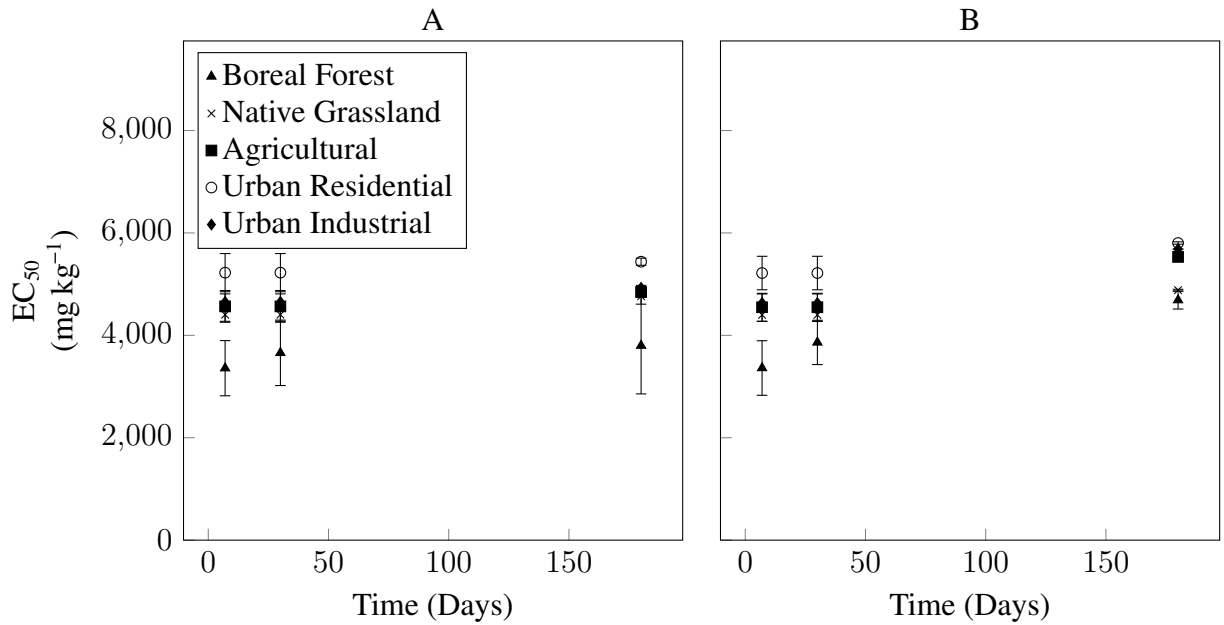 A
B
Boreal Forest
Native Grassland
Agricultural
Urban Residential
Urban Industrial
8,000
6,000
4,000
2,000
0
EC₅₀
(mg kg⁻¹)
0 50 100 150
0 50 100 150
Time (Days)
Time (Days)